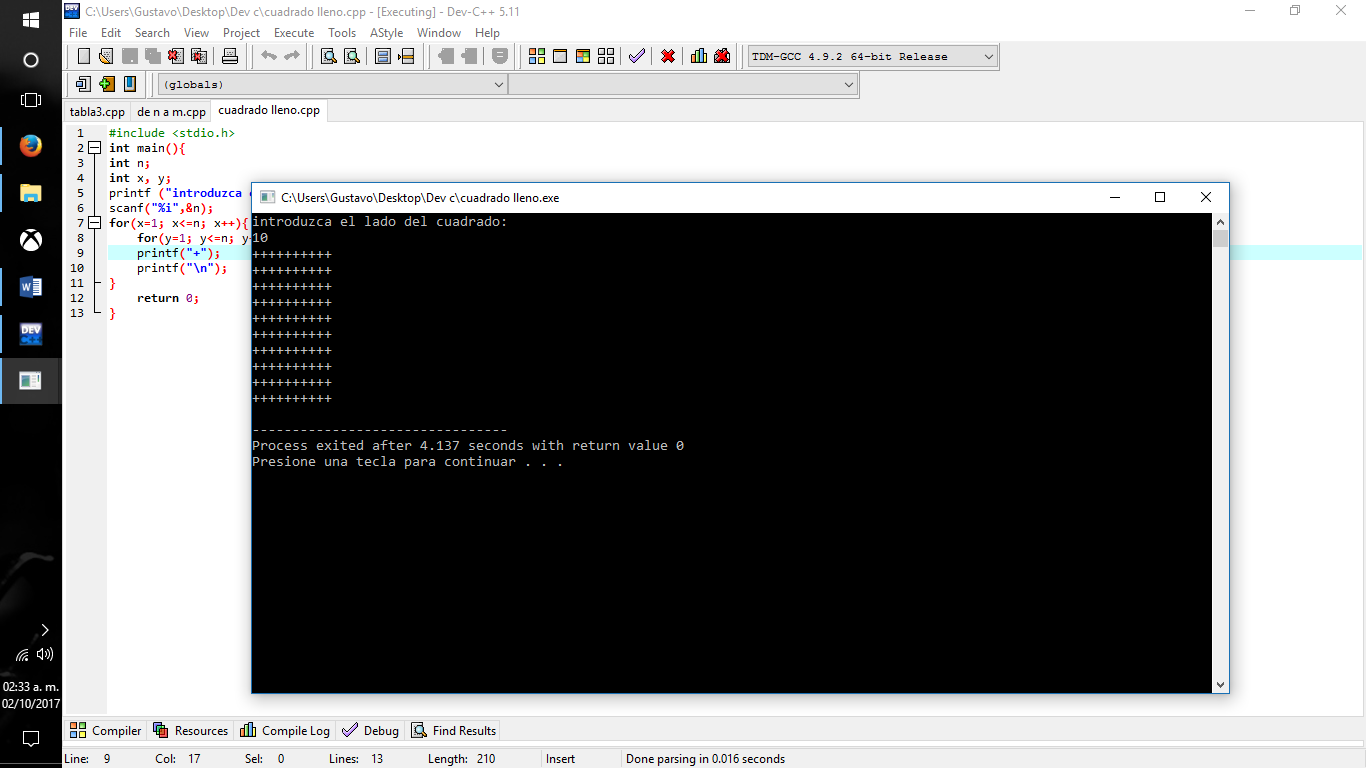 C:\Users\Gustavo\Desktop\Dev c\cuadrado lleno.cpp - [Executing] - Dev-C++ 5.11
File Edit Search View Project Execute Tools AStyle Window Help
TDM-GCC 4.9.2 64-bit Release
(globals)
tabla3.cpp de n a m.cpp cuadrado lleno.cpp
1 #include <stdio.h>
2 int main(){
3 int n;
4 int x, y;
5 printf ("introduzca
6 scanf("%i",&n);
7 for(x=1; x<=n; x++){
8 for(y=1; y<=n; y
9 printf("+");
10 printf("\n");
11 }
12 return 0;
13 }
C:\Users\Gustavo\Desktop\Dev c\cuadrado lleno.exe
introduzca el lado del cuadrado:
10
++++++++++
++++++++++
++++++++++
++++++++++
++++++++++
++++++++++
++++++++++
++++++++++
++++++++++
++++++++++
--------------------------------
Process exited after 4.137 seconds with return value 0
Presione una tecla para continuar . . .
DEV
DEV
02:33 a. m.
02/10/2017
Compiler Resources Compile Log Debug Find Results
Line: 9 Col: 17 Sel: 0 Lines: 13 Length: 210 Insert Done parsing in 0.016 seconds